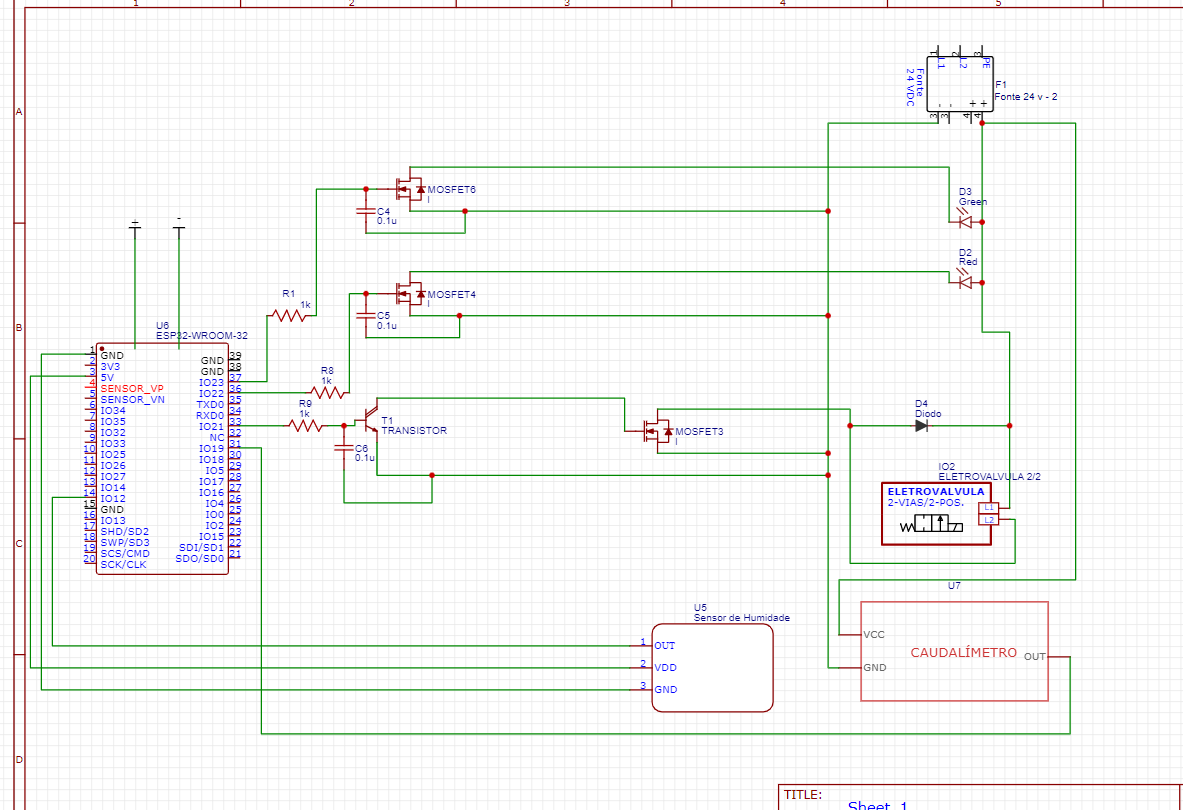 1
2
3
4
5
A
B
C
D
L1
L2
PE
1
2
3
Fonte
24 VDC
F1
Fonte 24 v - 2
- - + +
3
3
4
4
MOSFET6
I
C4
0.1u
D3
Green
D2
Red
MOSFET4
I
C5
0.1u
+
-
R1
1k
R8
1k
R9
1k
U6
ESP32-WROOM-32
1 GND
2 3V3
3 5V
4 SENSOR_VP
5 SENSOR_VN
6 IO34
7 IO35
8 IO32
9 IO33
10 IO25
11 IO26
12 IO27
13 IO14
14 IO12
15 GND
16 IO13
17 SHD/SD2
18 SWP/SD3
19 SCS/CMD
20 SCK/CLK
GND 39
GND 38
IO23 37
IO22 36
TXD0 35
RXD0 34
IO21 33
NC 32
IO19 31
IO18 30
IO5 29
IO17 28
IO16 27
IO4 26
IO0 25
IO2 24
IO15 23
SDI/SD1 22
SDO/SD0 21
T1
TRANSISTOR
C6
0.1u
MOSFET3
I
D4
Diodo
IO2
ELETROVALVULA 2/2
ELETROVALVULA
2-VIAS/2-POS.
L1
L2
U5
Sensor de Humidade
1 OUT
2 VDD
3 GND
U7
VCC
CAUDALÍMETRO
OUT
GND
TITLE:
Sheet_1